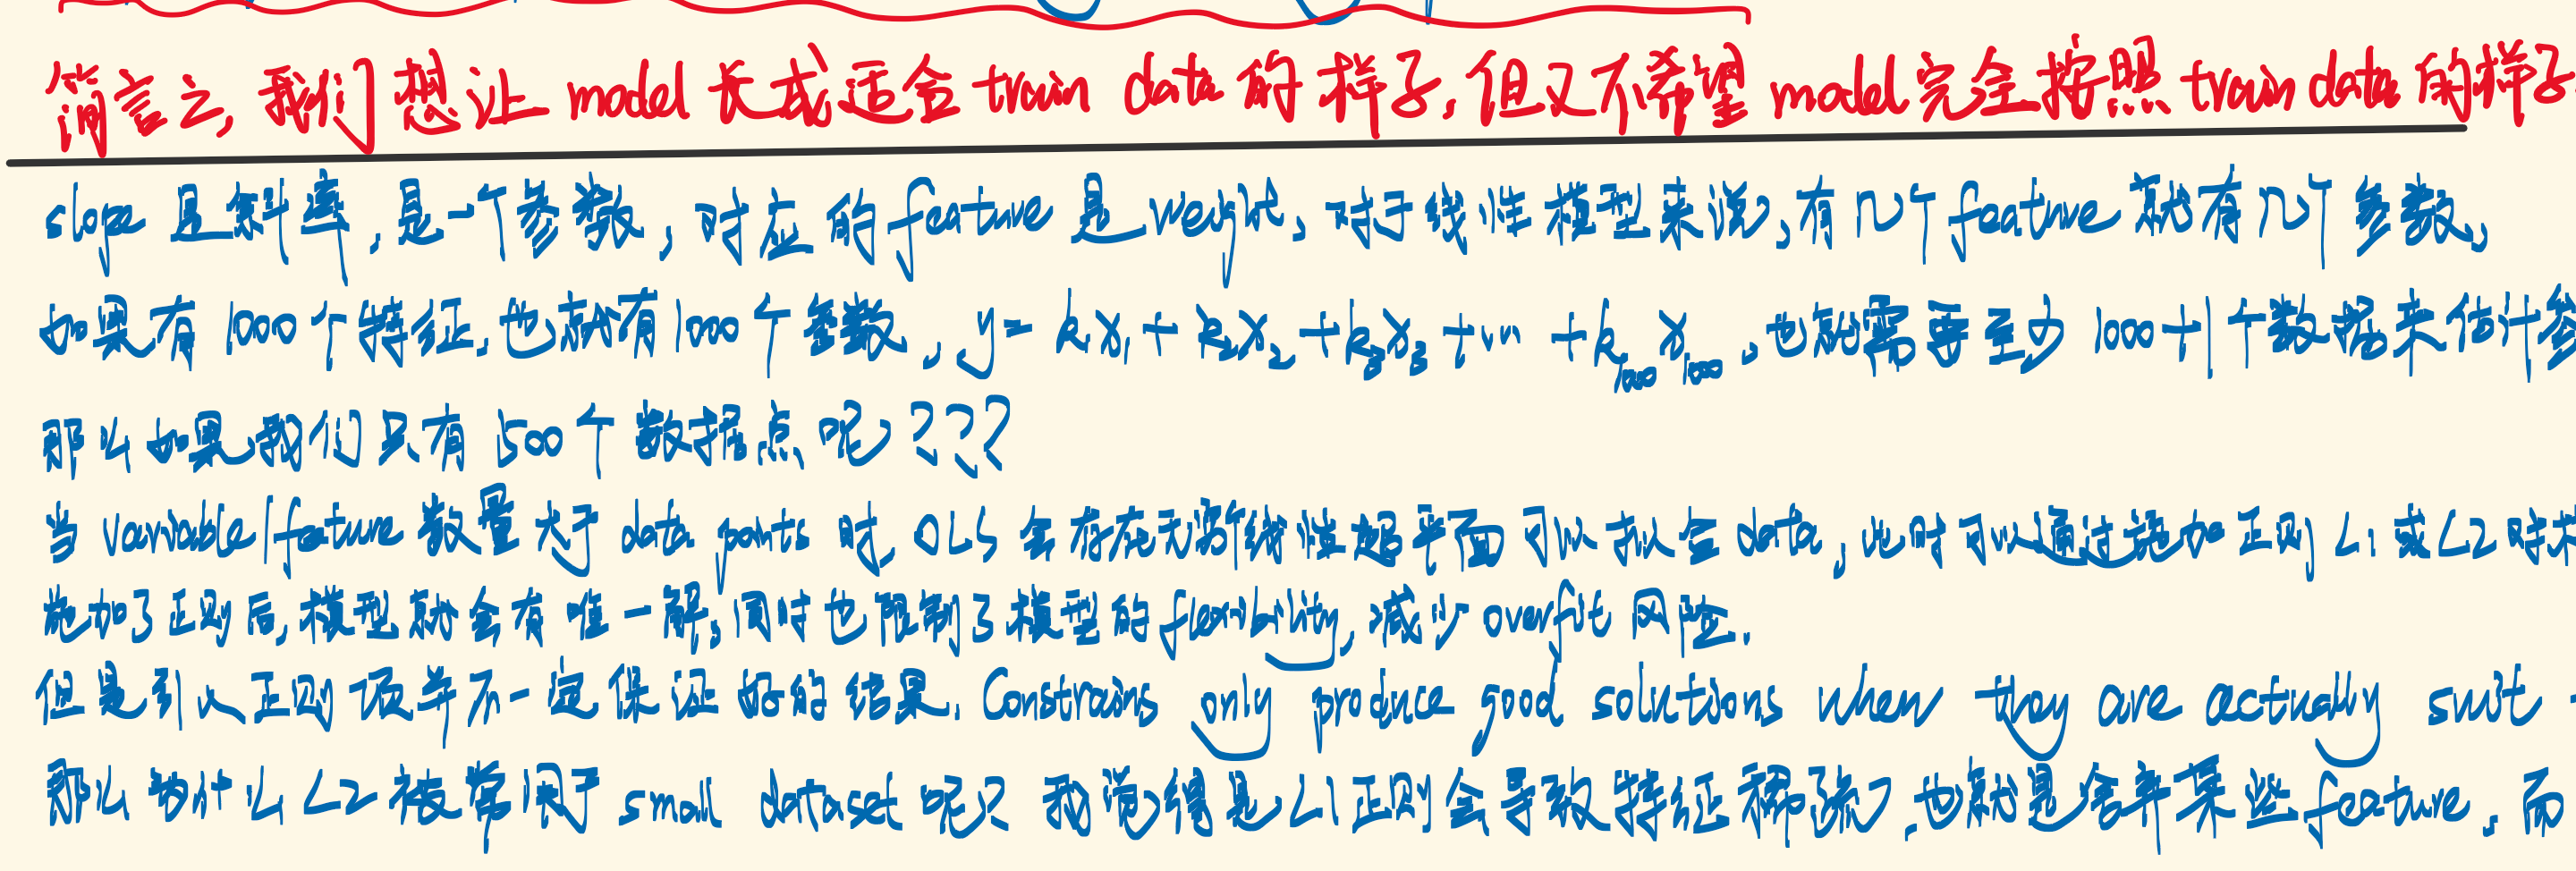 简言之，我们想让 model 长成适合 train data 的样子，但又不希望 model 完全按照 train data 的样子
slope 是斜率，是一个参数，对应的 feature 是 weight。对于线性模型来说，有几个 feature 就有几个参数。
如果有 1000 个特征，也就有 1000 个参数，y = k x₁ + k₂x₂ + k₃x₃ + ... + k₁₀₀₀ x₁₀₀₀，也就需要至少 1000+1 个数据来估计参
那么如果我们只有 500 个数据点呢???
当 variable/feature 数量大于 data points 时，OLS 会存在无数个线性超平面可以拟合 data，此时可以通过施加正则 L1 或 L2 对
施加了正则后，模型就会有唯一解，同时也限制了模型的 flexibility，减少 overfit 风险.
但是引入正则项并不一定保证好的结果. Constrains only produce good solutions when they are actually suit
那么为什么 L2 被常用于 small dataset 呢? 我觉得是 L1 正则会导致特征稀疏，也就是舍弃某些 feature，而